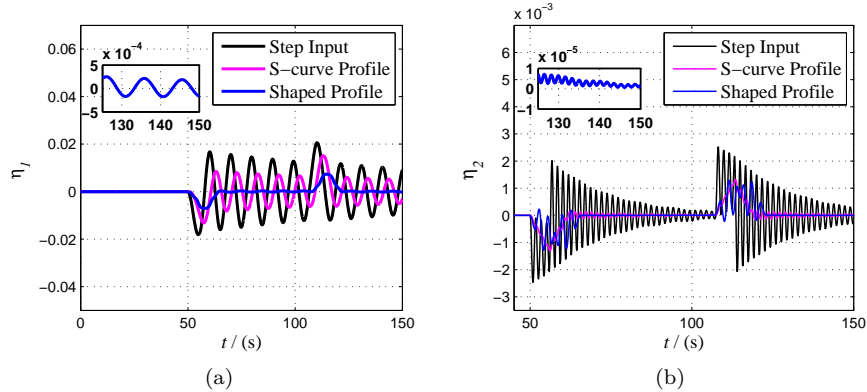 x 10⁻³
0.06
0.04
0.02
0
−0.02
−0.04
η1
x 10⁻⁴
5
0
−5
130 140 150
Step Input
S−curve Profile
Shaped Profile
0 50 100 150
t / (s)
(a)
6
5
4
3
2
1
0
−1
−2
−3
η2
x 10⁻⁵
1
0
−1
130 140 150
Step Input
S−curve Profile
Shaped Profile
50 100 150
t / (s)
(b)